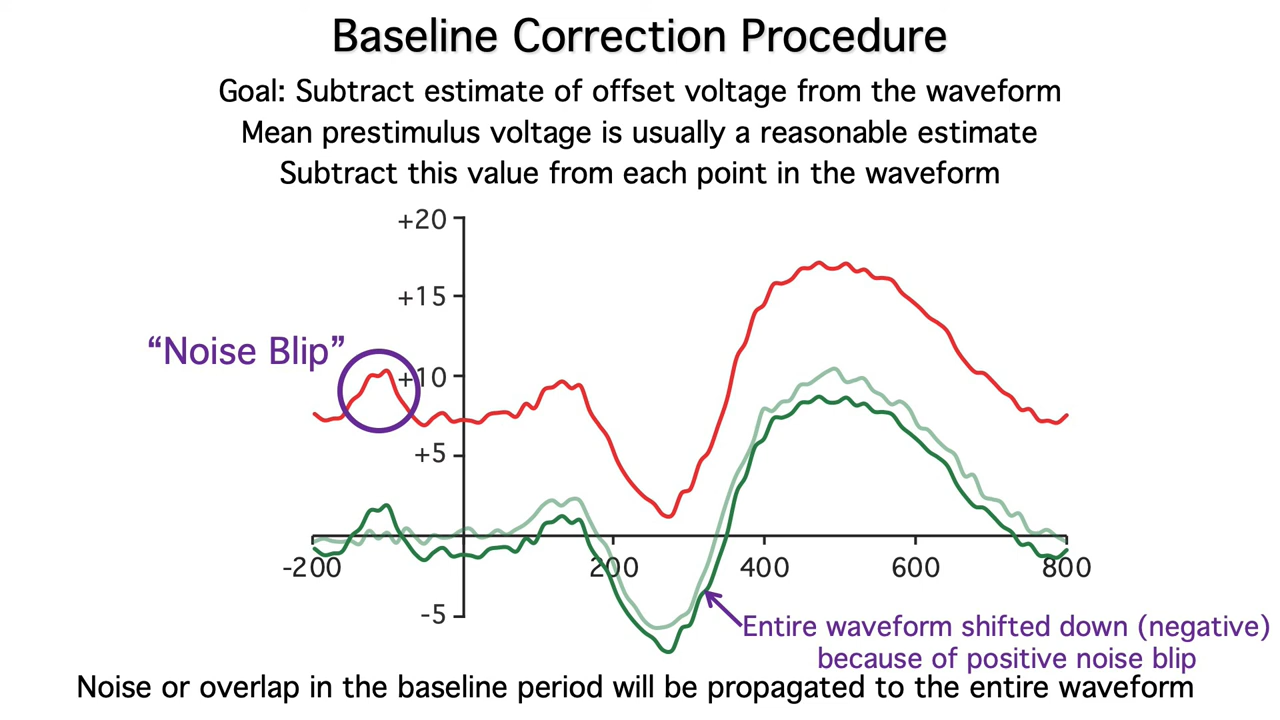 Baseline Correction Procedure
Goal: Subtract estimate of offset voltage from the waveform
Mean prestimulus voltage is usually a reasonable estimate
Subtract this value from each point in the waveform
+20
+15
“Noise Blip”
+10
+5
-200
200
400
600
800
-5
Entire waveform shifted down (negative)
because of positive noise blip
Noise or overlap in the baseline period will be propagated to the entire waveform